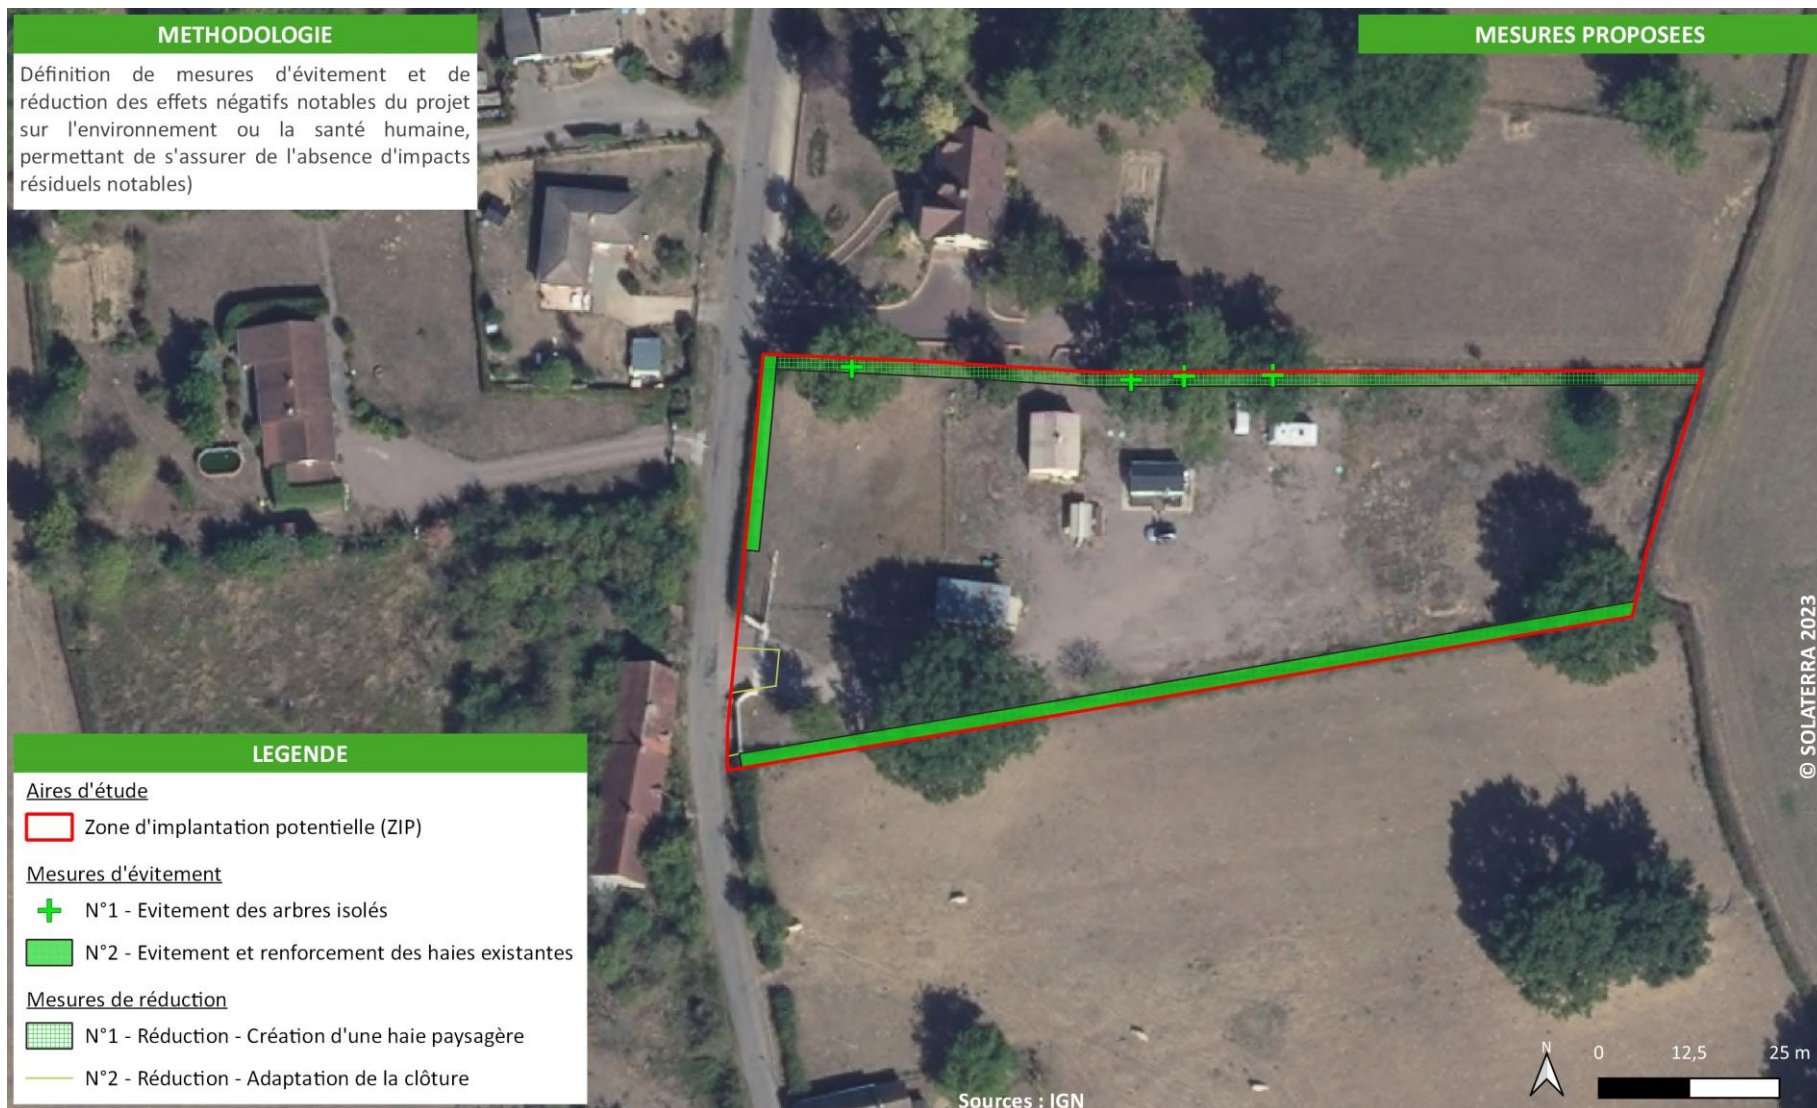 METHODOLOGIE
Définition de mesures d'évitement et de
réduction des effets négatifs notables du projet
sur l'environnement ou la santé humaine,
permettant de s'assurer de l'absence d'impacts
résiduels notables)
MESURES PROPOSEES
LEGENDE
Aires d'étude
Zone d'implantation potentielle (ZIP)
Mesures d'évitement
N°1 - Evitement des arbres isolés
N°2 - Evitement et renforcement des haies existantes
Mesures de réduction
N°1 - Réduction - Création d'une haie paysagère
N°2 - Réduction - Adaptation de la clôture
© SOLATERRA 2023
N
0 12,5 25 m
Sources : IGN